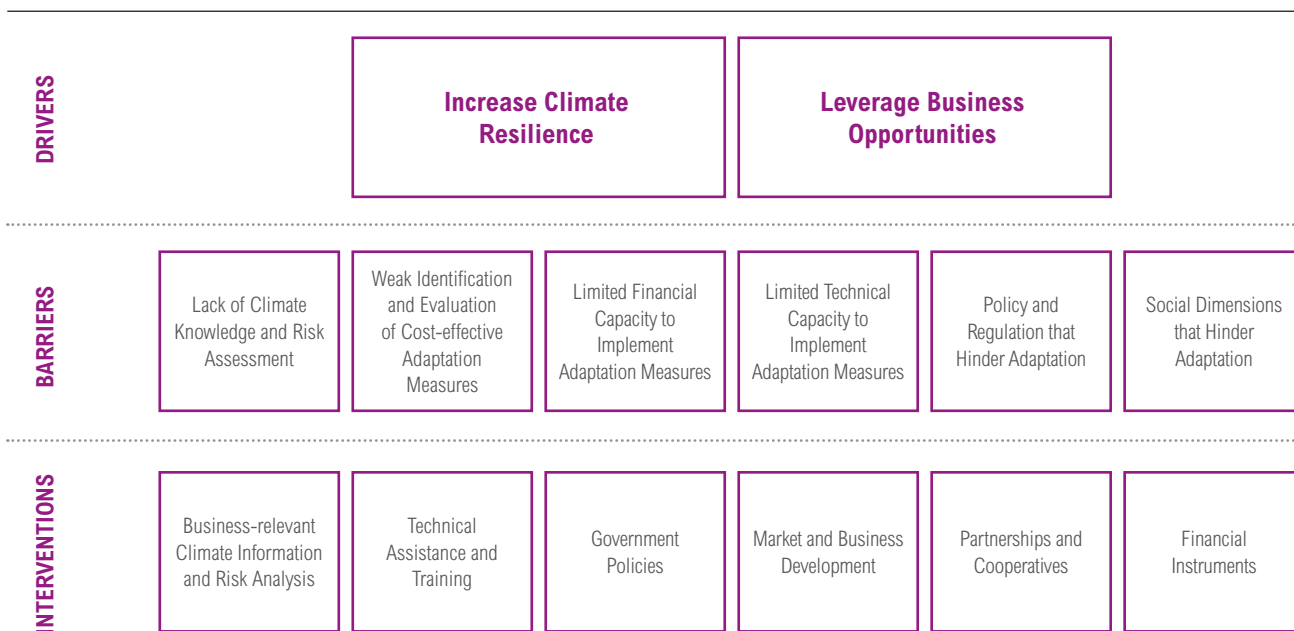 DRIVERS
Increase Climate
Resilience
Leverage Business
Opportunities
BARRIERS
Lack of Climate
Knowledge and Risk
Assessment
Weak Identification
and Evaluation
of Cost-effective
Adaptation
Measures
Limited Financial
Capacity to
Implement
Adaptation Measures
Limited Technical
Capacity to
Implement
Adaptation Measures
Policy and
Regulation that
Hinder Adaptation
Social Dimensions
that Hinder
Adaptation
INTERVENTIONS
Business-relevant
Climate Information
and Risk Analysis
Technical
Assistance and
Training
Government
Policies
Market and Business
Development
Partnerships and
Cooperatives
Financial
Instruments